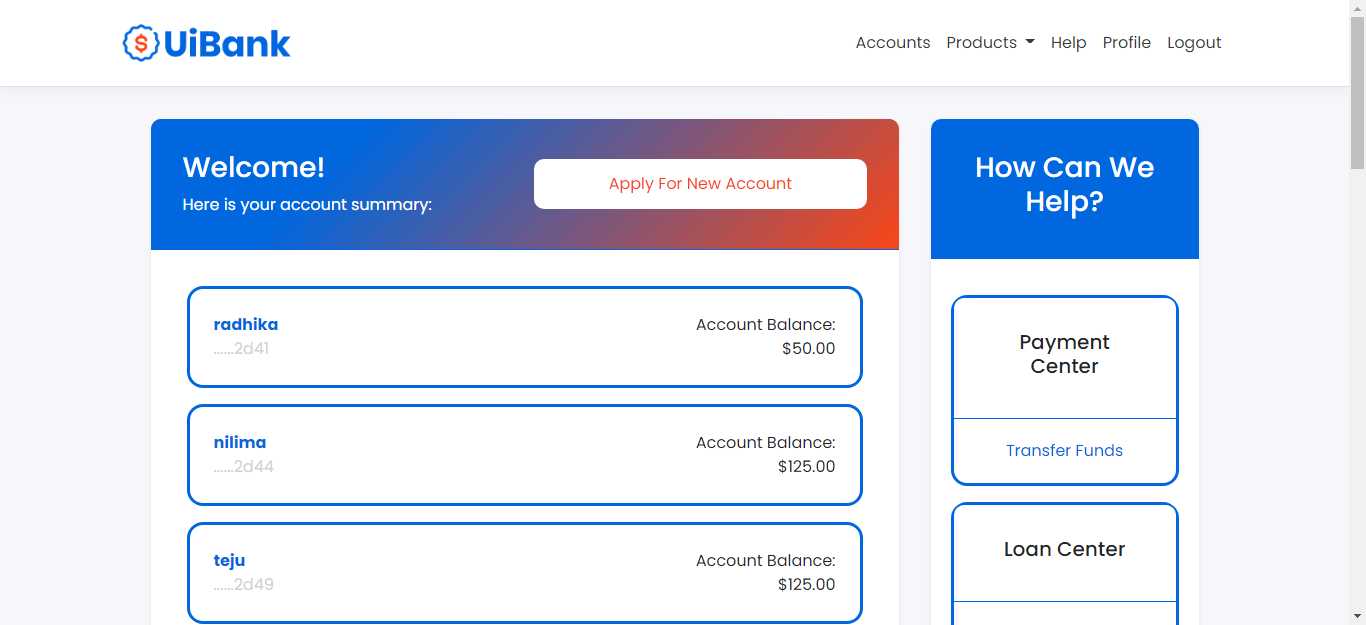 UiBank
Accounts Products Help Profile Logout
Welcome!
Here is your account summary:
Apply For New Account
radhika
......2d41
Account Balance:
$50.00
nilima
......2d44
Account Balance:
$125.00
teju
......2d49
Account Balance:
$125.00
How Can We
Help?
Payment
Center
Transfer Funds
Loan Center